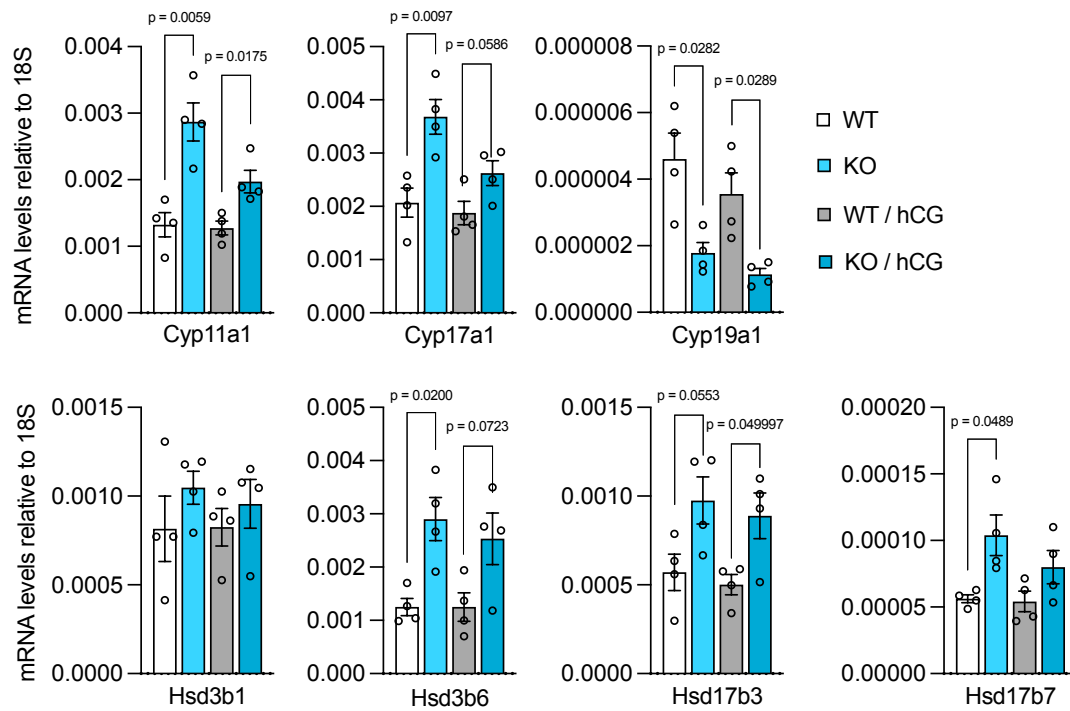 p = 0.0059
p = 0.0175
p = 0.0097
p = 0.0586
p = 0.0282
p = 0.0289
mRNA levels relative to 18S
0.004
0.003
0.002
0.001
0.000
Cyp11a1
0.005
0.004
0.003
0.002
0.001
0.000
Cyp17a1
0.000008
0.000006
0.000004
0.000002
0.000000
Cyp19a1
WT
KO
WT / hCG
KO / hCG
mRNA levels relative to 18S
0.0015
0.0010
0.0005
0.0000
Hsd3b1
p = 0.0200
p = 0.0723
0.005
0.004
0.003
0.002
0.001
0.000
Hsd3b6
p = 0.0553
p = 0.049997
0.0015
0.0010
0.0005
0.0000
Hsd17b3
p = 0.0489
0.00020
0.00015
0.00010
0.00005
0.00000
Hsd17b7